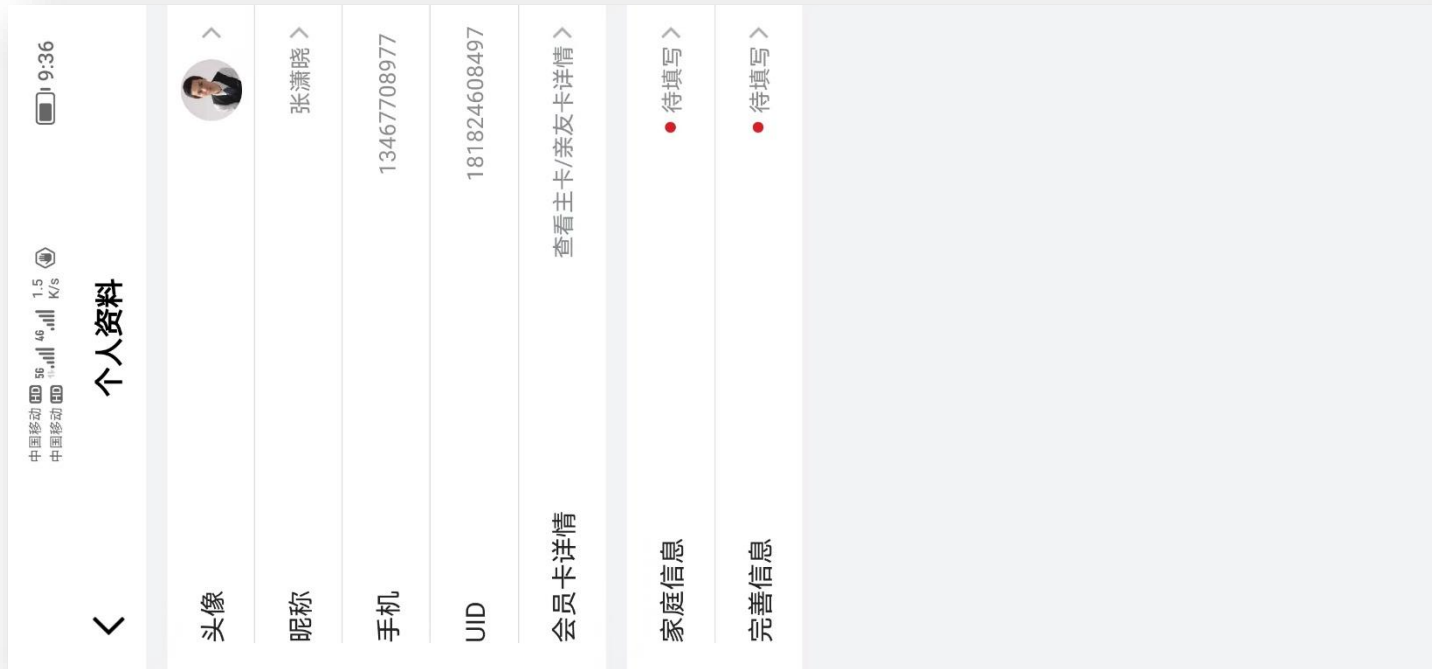 中国移动 HD 5G 4G 1.5
中国移动 HD K/s
9:36
个人资料
头像
昵称 张潇晓
手机 13467708977
UID 181824608497
会员卡详情 查看主卡/亲友卡详情
家庭信息 待填写
完善信息 待填写